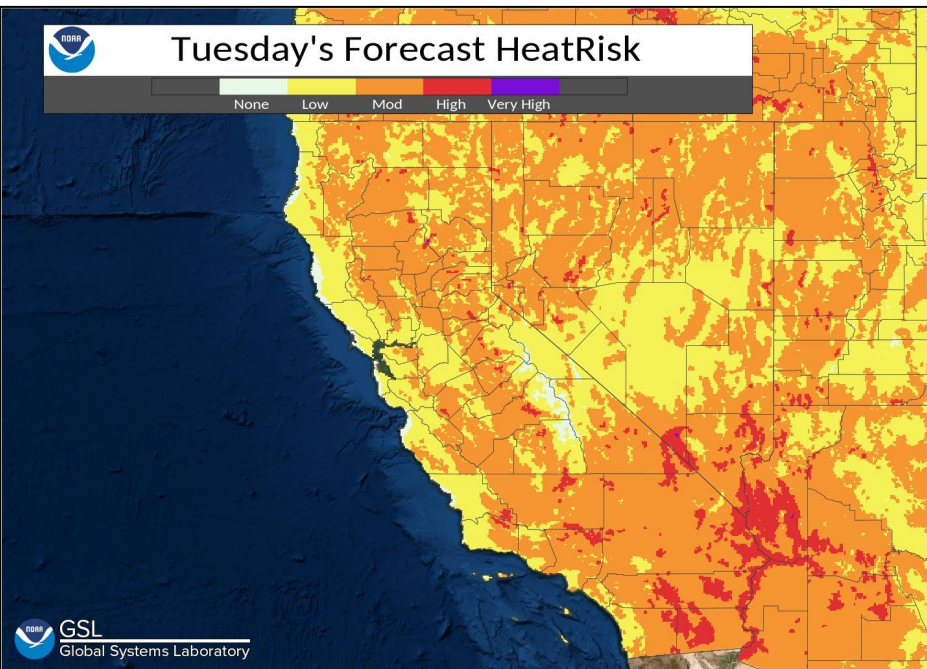 NOAA
Tuesday's Forecast HeatRisk
None Low Mod High Very High
NOAA
GSL
Global Systems Laboratory